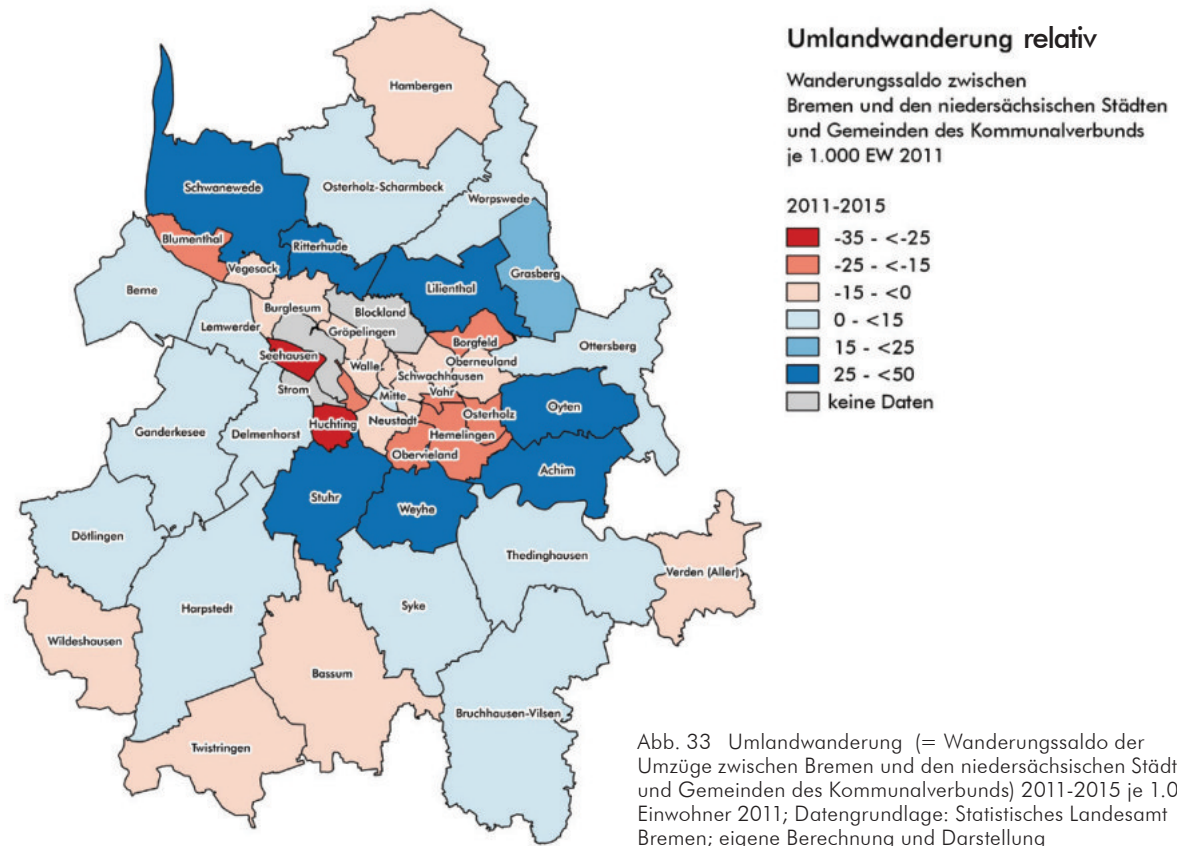 Umlandwanderung relativ
Wanderungssaldo zwischen
Bremen und den niedersächsischen Städten
und Gemeinden des Kommunalverbunds
je 1.000 EW 2011
2011-2015
-35 - <-25
-25 - <-15
-15 - <0
0 - <15
15 - <25
25 - <50
keine Daten
Hambergen
Schwanewede
Osterholz-Scharmbeck
Worpswede
Blumenthal
Ritterhude
Vegesack
Grasberg
Berne
Lilienthal
Burglesum
Blockland
Lemwerder
Gröpelingen
Borgfeld
Ottersberg
Seehausen
Oberneuland
Walle
Schwachhausen
Strom
Mitte
Vahr
Oyten
Huchting
Neustadt
Osterholz
Ganderkesee
Delmenhorst
Hemelingen
Obervieland
Achim
Stuhr
Weyhe
Dötlingen
Thedinghausen
Verden (Aller)
Harpstedt
Syke
Wildeshausen
Bassum
Bruchhausen-Vilsen
Twistringen
Abb. 33 Umlandwanderung (= Wanderungssaldo der
Umzüge zwischen Bremen und den niedersächsischen Städt
und Gemeinden des Kommunalverbunds) 2011-2015 je 1.0
Einwohner 2011; Datengrundlage: Statistisches Landesamt
Bremen; eigene Berechnung und Darstellung